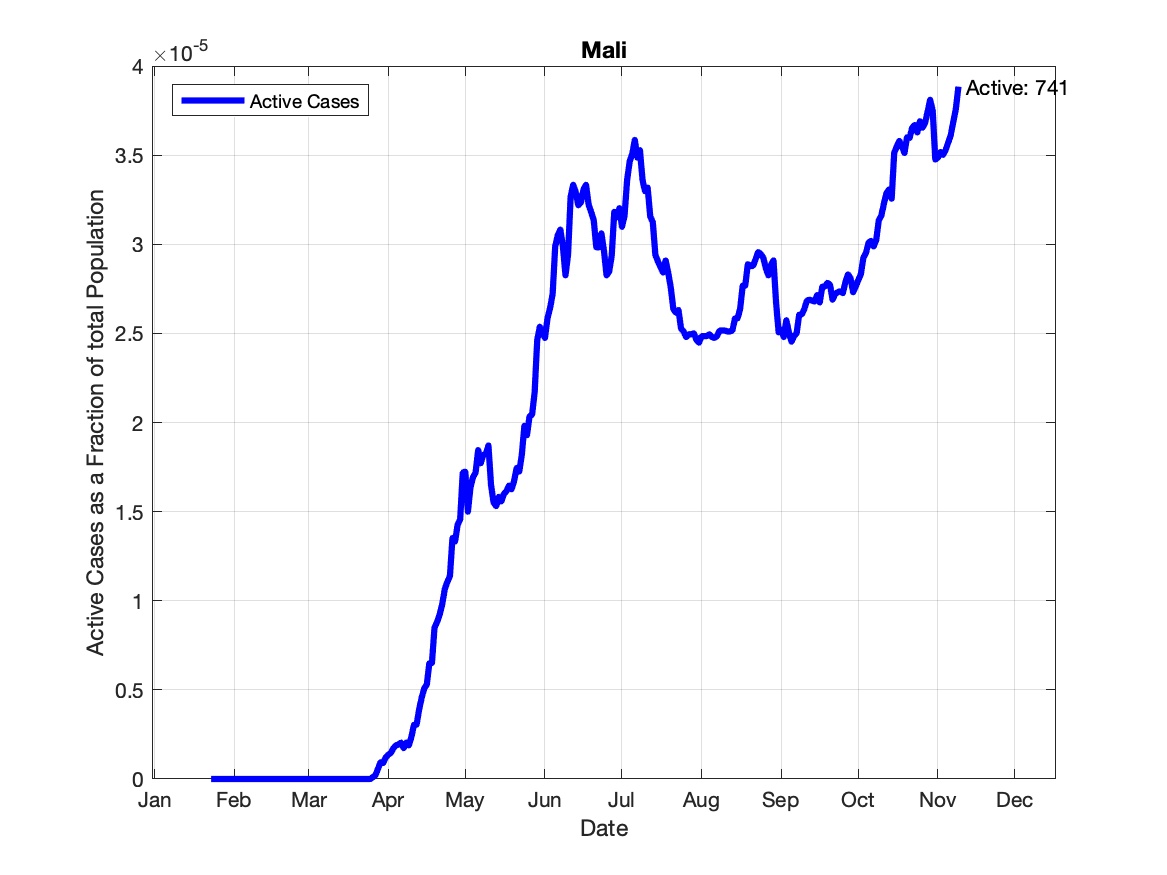 Mali
×10-5
Active Cases
Active: 741
4
3.5
3
2.5
2
1.5
1
0.5
0
Active Cases as a Fraction of total Population
Jan Feb Mar Apr May Jun Jul Aug Sep Oct Nov Dec
Date